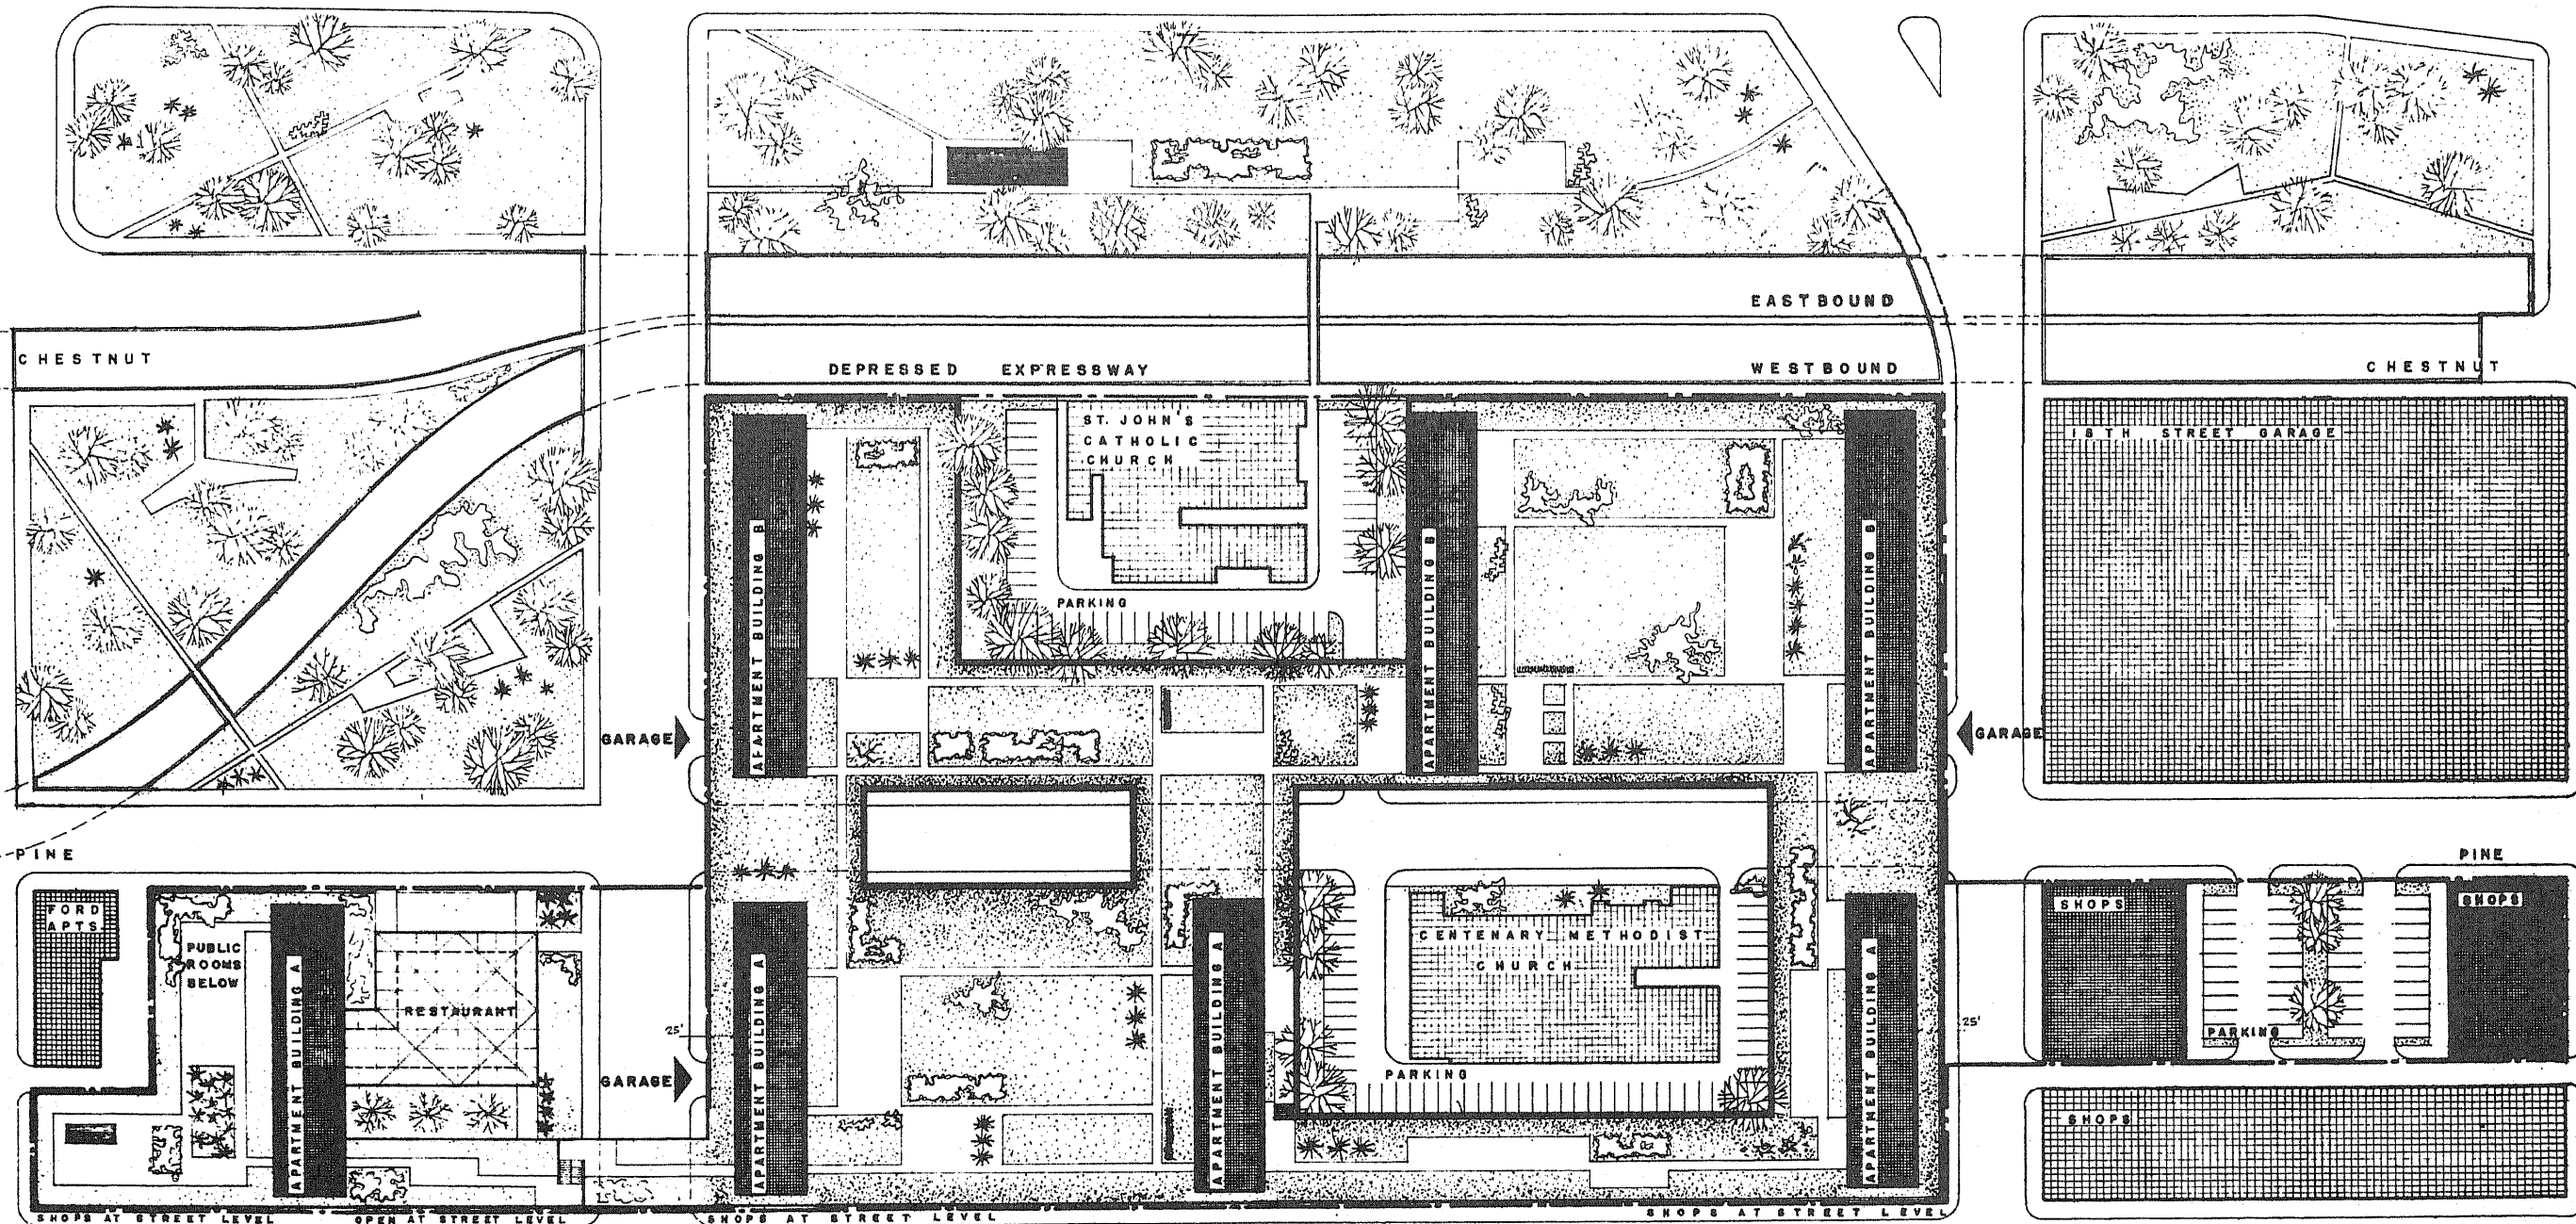 EASTBOUND
CHESTNUT
DEPRESSED EXPRESSWAY
WESTBOUND
CHESTNUT
ST. JOHN'S
CATHOLIC
CHURCH
18TH STREET GARAGE
APARTMENT BUILDING B
APARTMENT BUILDING B
APARTMENT BUILDING B
PARKING
GARAGE
GARAGE
PINE
PINE
FORD
APTS.
PUBLIC
ROOMS
BELOW
RESTAURANT
APARTMENT BUILDING A
APARTMENT BUILDING A
APARTMENT BUILDING A
APARTMENT BUILDING A
CENTENARY METHODIST
CHURCH
SHOPS
SHOPS
25'
25'
PARKING
GARAGE
PARKING
SHOPS
SHOPS AT STREET LEVEL
OPEN AT STREET LEVEL
SHOPS AT STREET LEVEL
SHOPS AT STREET LEVEL